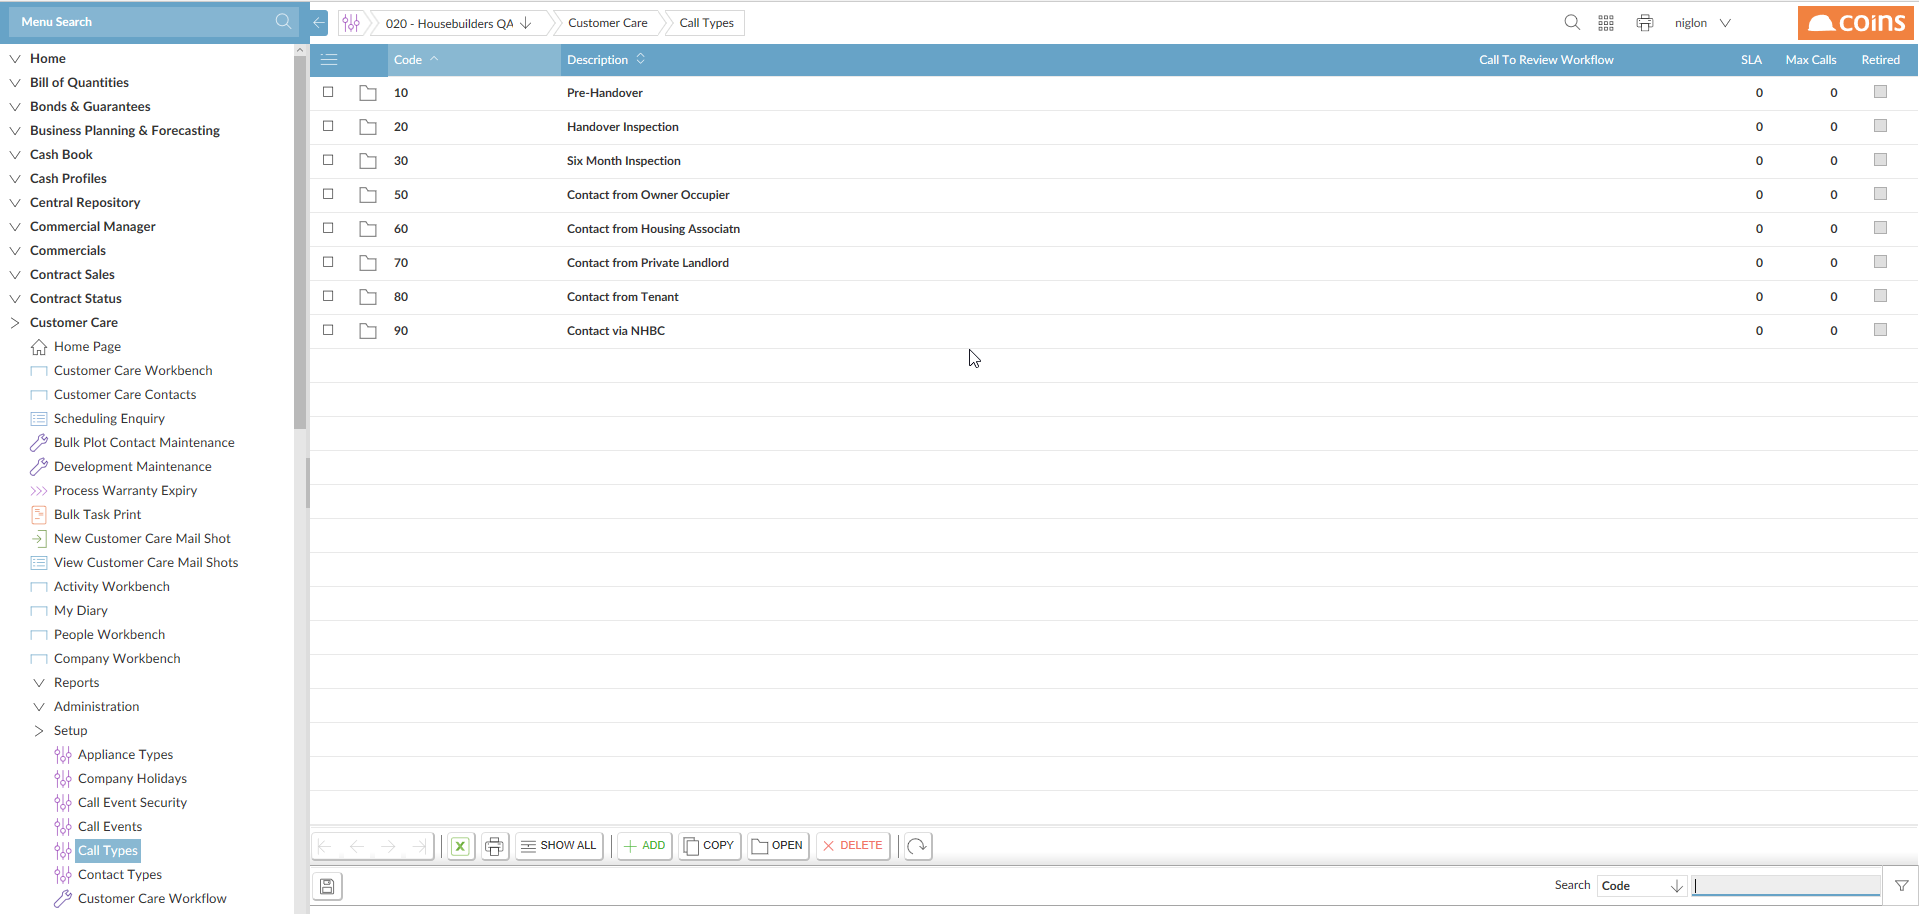 Menu Search
020 - Housebuilders QA
Customer Care
Call Types
niglon
coins
Home
Bill of Quantities
Bonds & Guarantees
Business Planning & Forecasting
Cash Book
Cash Profiles
Central Repository
Commercial Manager
Commercials
Contract Sales
Contract Status
Customer Care
Home Page
Customer Care Workbench
Customer Care Contacts
Scheduling Enquiry
Bulk Plot Contact Maintenance
Development Maintenance
Process Warranty Expiry
Bulk Task Print
New Customer Care Mail Shot
View Customer Care Mail Shots
Activity Workbench
My Diary
People Workbench
Company Workbench
Reports
Administration
Setup
Appliance Types
Company Holidays
Call Event Security
Call Events
Call Types
Contact Types
Customer Care Workflow
Code Description Call To Review Workflow SLA Max Calls Retired
10 Pre-Handover 0 0
20 Handover Inspection 0 0
30 Six Month Inspection 0 0
50 Contact from Owner Occupier 0 0
60 Contact from Housing Associatn 0 0
70 Contact from Private Landlord 0 0
80 Contact from Tenant 0 0
90 Contact via NHBC 0 0
SHOW ALL ADD COPY OPEN DELETE
Search Code